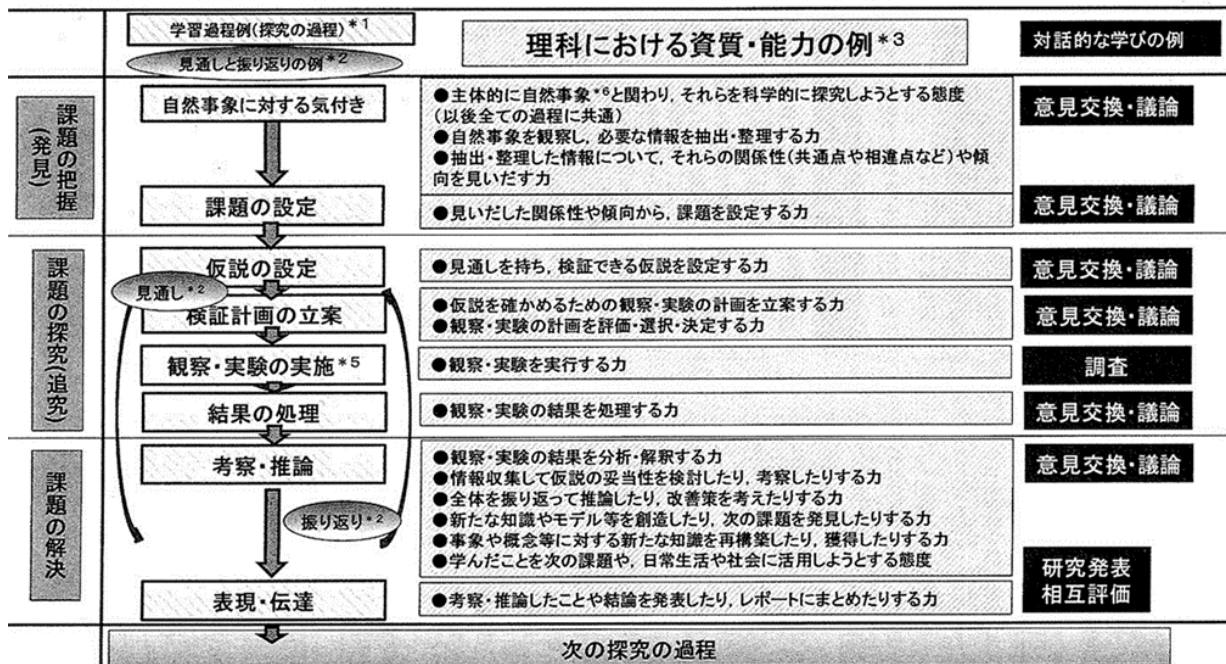 学習過程例(探究の過程)*1
見通しと振り返りの例*2
理科における資質・能力の例*3
対話的な学びの例
課題の把握
(発見)
自然事象に対する気付き
●主体的に自然事象*6と関わり,それらを科学的に探究しようとする態度
(以後全ての過程に共通)
●自然事象を観察し,必要な情報を抽出・整理する力
●抽出・整理した情報について,それらの関係性(共通点や相違点など)や傾
向を見いだす力
意見交換・議論
課題の設定
●見いだした関係性や傾向から,課題を設定する力
意見交換・議論
課題の探究(追究)
仮説の設定
●見通しを持ち,検証できる仮説を設定する力
意見交換・議論
見通し*2
検証計画の立案
●仮説を確かめるための観察・実験の計画を立案する力
●観察・実験の計画を評価・選択・決定する力
意見交換・議論
観察・実験の実施*5
●観察・実験を実行する力
調査
結果の処理
●観察・実験の結果を処理する力
意見交換・議論
課題の解決
考察・推論
●観察・実験の結果を分析・解釈する力
●情報収集して仮説の妥当性を検討したり,考察したりする力
●全体を振り返って推論したり,改善策を考えたりする力
●新たな知識やモデル等を創造したり,次の課題を発見したりする力
●事象や概念等に対する新たな知識を再構築したり,獲得したりする力
●学んだことを次の課題や,日常生活や社会に活用しようとする態度
意見交換・議論
振り返り*2
表現・伝達
●考察・推論したことや結論を発表したり,レポートにまとめたりする力
研究発表
相互評価
次の探究の過程